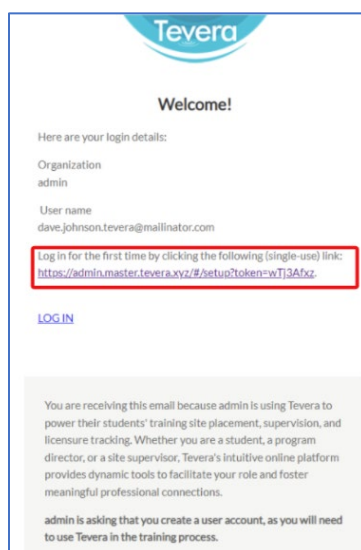 Tevera
Welcome!
Here are your login details:
Organization
admin
User name
dave.johnson.tevera@mailinator.com
Log in for the first time by clicking the following (single-use) link:
https://admin.master.tevera.xyz/#/setup?token=wTj3Afxz.
LOG IN
You are receiving this email because admin is using Tevera to
power their students' training site placement, supervision, and
licensure tracking. Whether you are a student, a program
director, or a site supervisor, Tevera's intuitive online platform
provides dynamic tools to facilitate your role and foster
meaningful professional connections.
admin is asking that you create a user account, as you will need
to use Tevera in the training process.